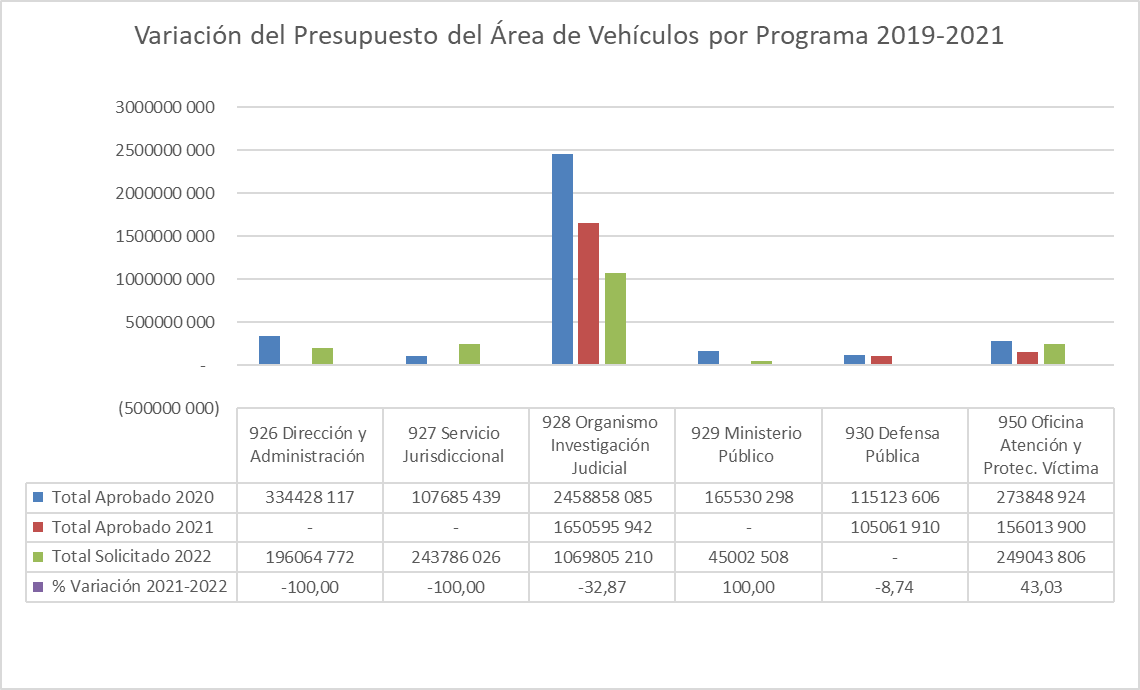 Variación del Presupuesto del Área de Vehículos por Programa 2019-2021
3000000 000
2500000 000
2000000 000
1500000 000
1000000 000
500000 000
-
(500000 000)
926 Dirección y
Administración
927 Servicio
Jurisdiccional
928 Organismo
Investigación
Judicial
929 Ministerio
Público
930 Defensa
Pública
950 Oficina
Atención y
Protec. Víctima
Total Aprobado 2020 334428 117 107685 439 2458858 085 165530 298 115123 606 273848 924
Total Aprobado 2021 - - 1650595 942 - 105061 910 156013 900
Total Solicitado 2022 196064 772 243786 026 1069805 210 45002 508 - 249043 806
% Variación 2021-2022 -100,00 -100,00 -32,87 100,00 -8,74 43,03